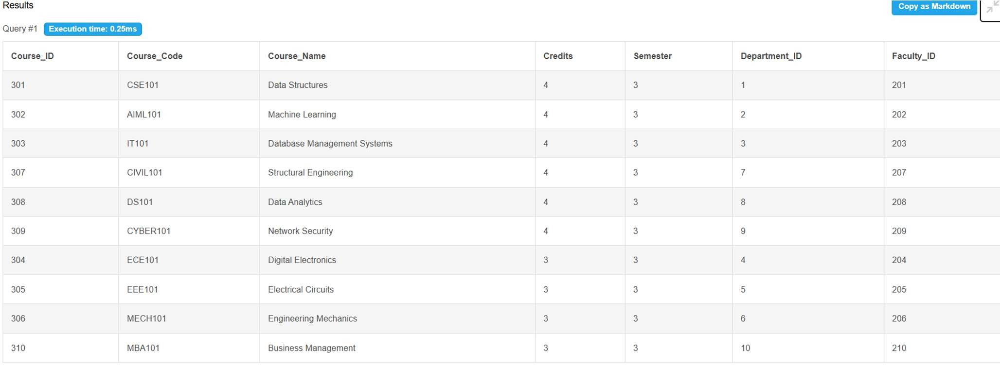 Results
Copy as Markdown
Query #1 Execution time: 0.25ms
Course_ID Course_Code Course_Name Credits Semester Department_ID Faculty_ID
301 CSE101 Data Structures 4 3 1 201
302 AIML101 Machine Learning 4 3 2 202
303 IT101 Database Management Systems 4 3 3 203
307 CIVIL101 Structural Engineering 4 3 7 207
308 DS101 Data Analytics 4 3 8 208
309 CYBER101 Network Security 4 3 9 209
304 ECE101 Digital Electronics 3 3 4 204
305 EEE101 Electrical Circuits 3 3 5 205
306 MECH101 Engineering Mechanics 3 3 6 206
310 MBA101 Business Management 3 3 10 210